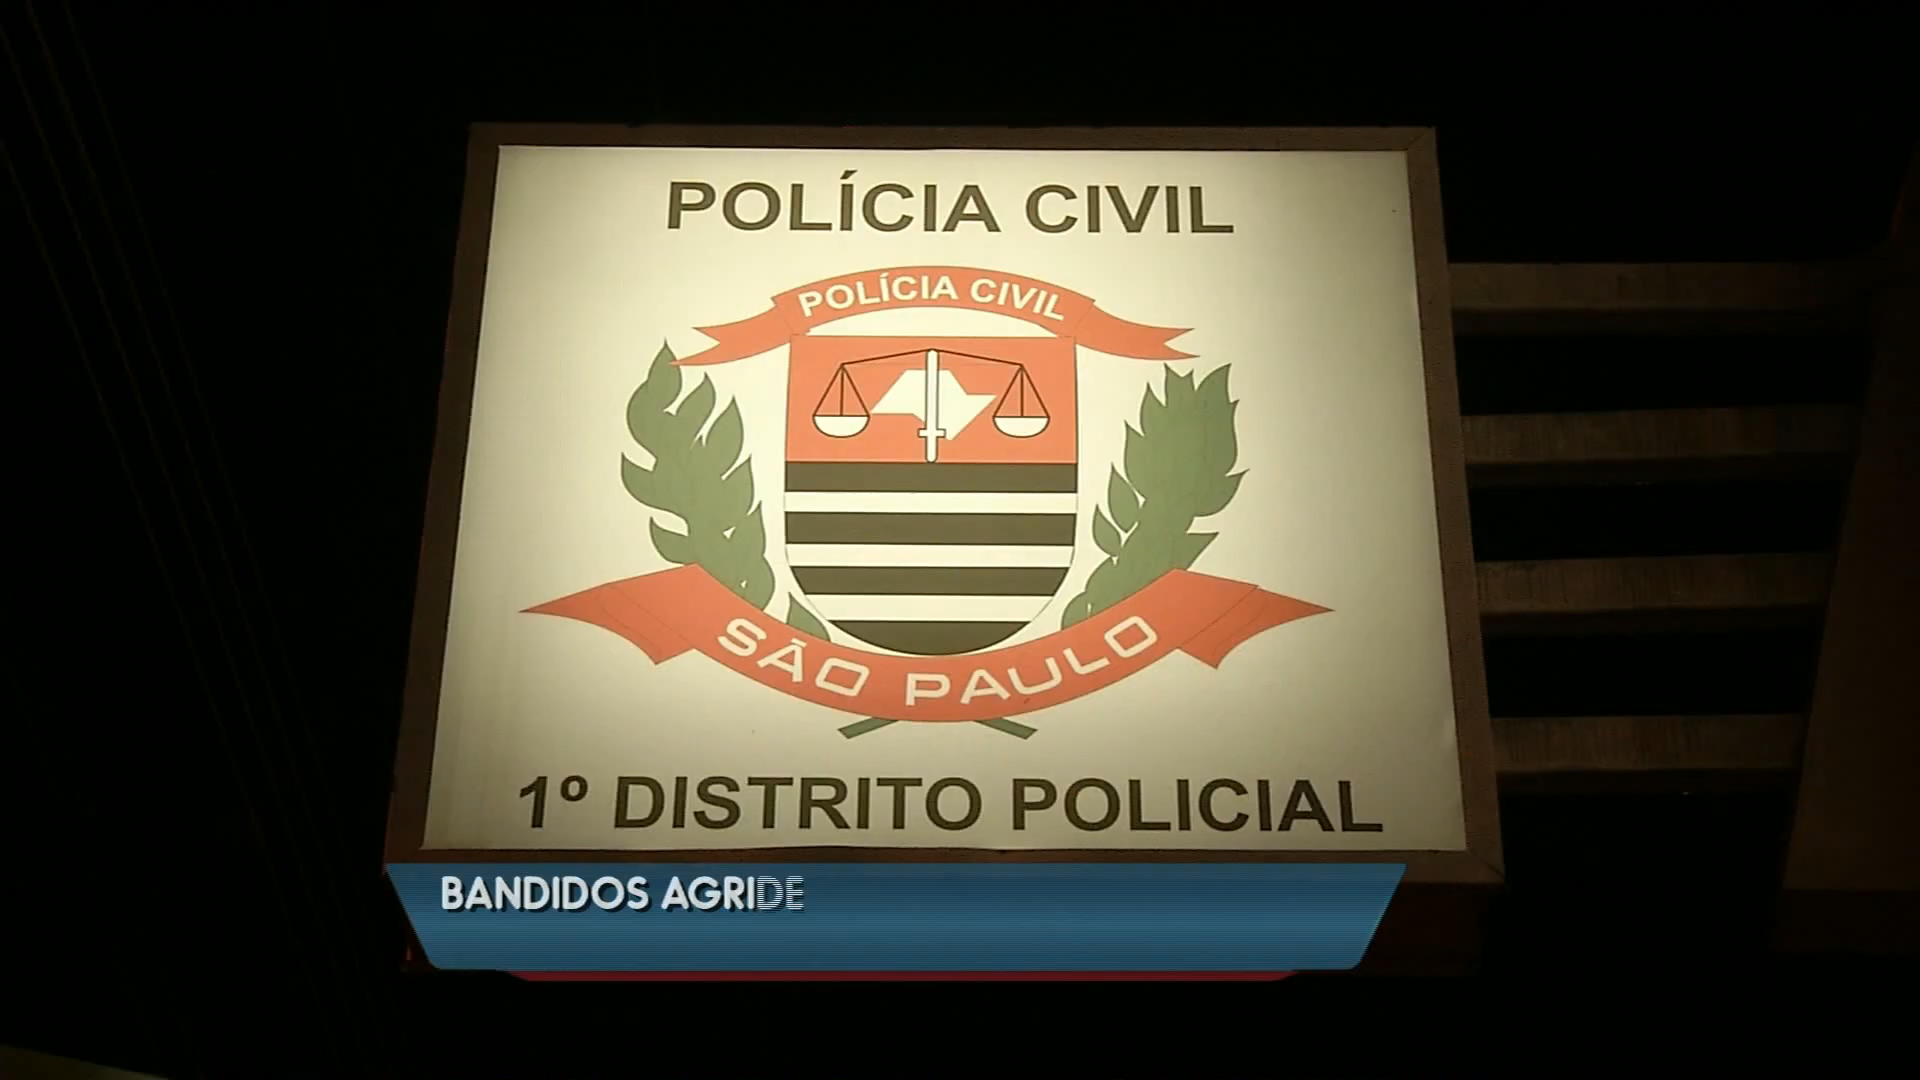 POLÍCIA CIVIL
POLÍCIA CIVIL
SÃO PAULO
1º DISTRITO POLICIAL
BANDIDOS AGRIDE